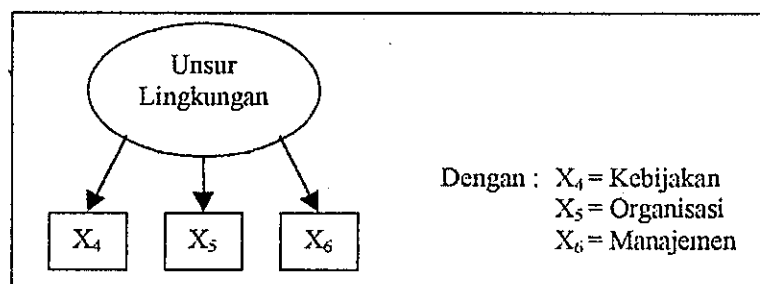 Unsur
Lingkungan
Dengan : X₄ = Kebijakan
X₅ = Organisasi
X₆ = Manajemen
X₄ X₅ X₆